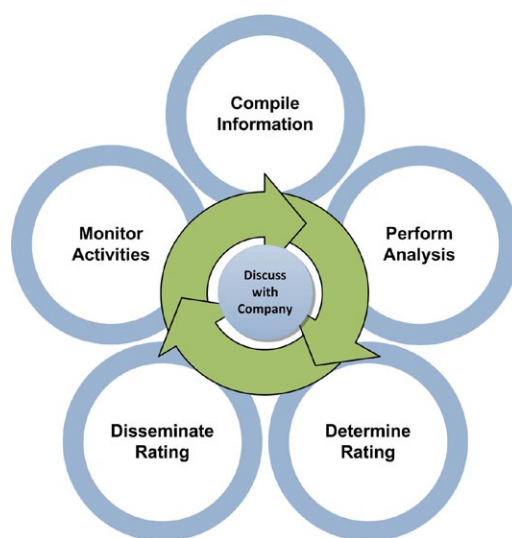 Compile
Information
Perform
Analysis
Determine
Rating
Disseminate
Rating
Monitor
Activities
Discuss
with
Company